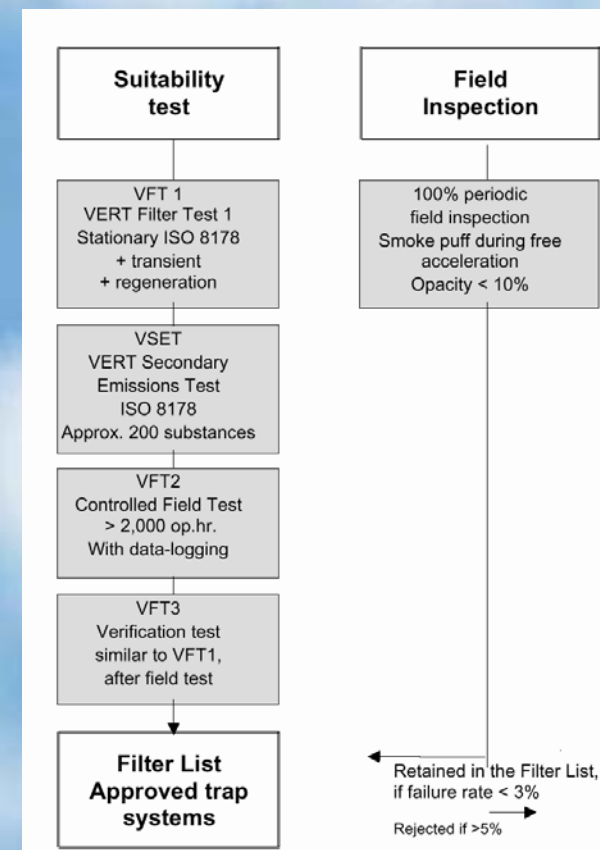 Suitability
test
VFT 1
VERT Filter Test 1
Stationary ISO 8178
+ transient
+ regeneration
VSET
VERT Secondary
Emissions Test
ISO 8178
Approx. 200 substances
VFT2
Controlled Field Test
> 2,000 op.hr.
With data-logging
VFT3
Verification test
similar to VFT1,
after field test
Filter List
Approved trap
systems
Field
Inspection
100% periodic
field inspection
Smoke puff during free
acceleration
Opacity < 10%
Retained in the Filter List,
if failure rate < 3%
Rejected if >5%